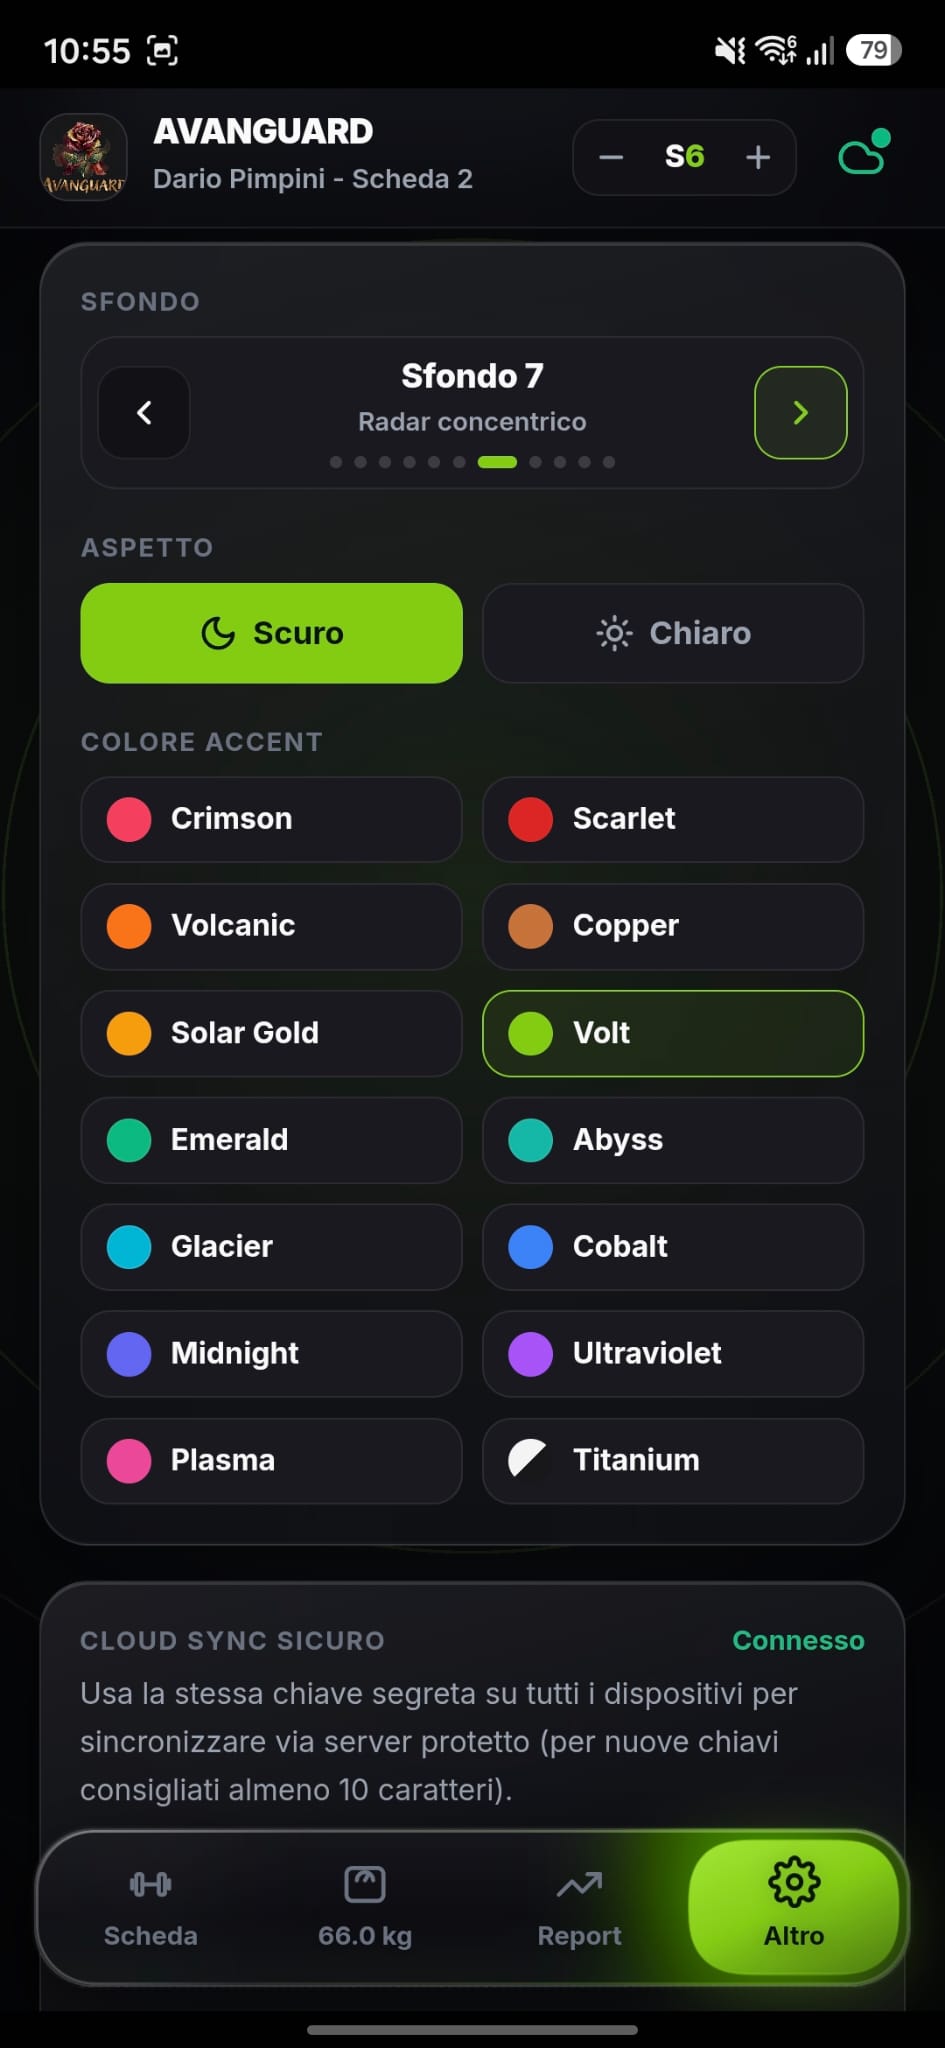 10:55
6
79
AVANGUARD
AVANGUARD
Dario Pimpini - Scheda 2
S6
SFONDO
Sfondo 7
Radar concentrico
ASPETTO
Scuro
Chiaro
COLORE ACCENT
Crimson
Scarlet
Volcanic
Copper
Solar Gold
Volt
Emerald
Abyss
Glacier
Cobalt
Midnight
Ultraviolet
Plasma
Titanium
CLOUD SYNC SICURO
Connesso
Usa la stessa chiave segreta su tutti i dispositivi per
sincronizzare via server protetto (per nuove chiavi
consigliati almeno 10 caratteri).
Scheda
66.0 kg
Report
Altro